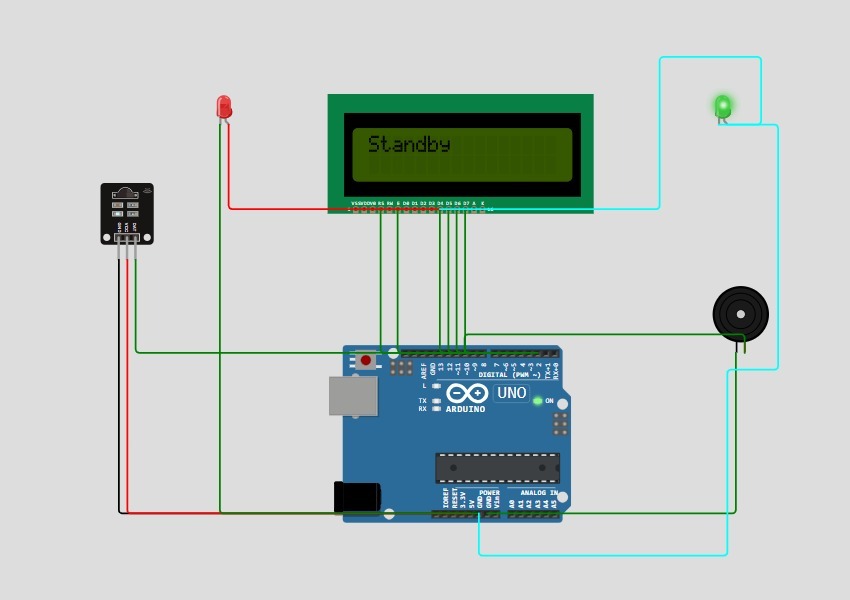 Standby
VSS VDD V0 RS RW E D0 D1 D2 D3 D4 D5 D6 D7 A K
GND
VCC
DAT
AREF
GND
13
12
~11
~10
~9
8
7
~6
~5
4
~3
2
TX→1
RX←0
DIGITAL (PWM ~)
L
TX
RX
UNO
ON
ARDUINO
POWER
ANALOG IN
IOREF
RESET
3.3V
5V
GND
GND
Vin
A0
A1
A2
A3
A4
A5